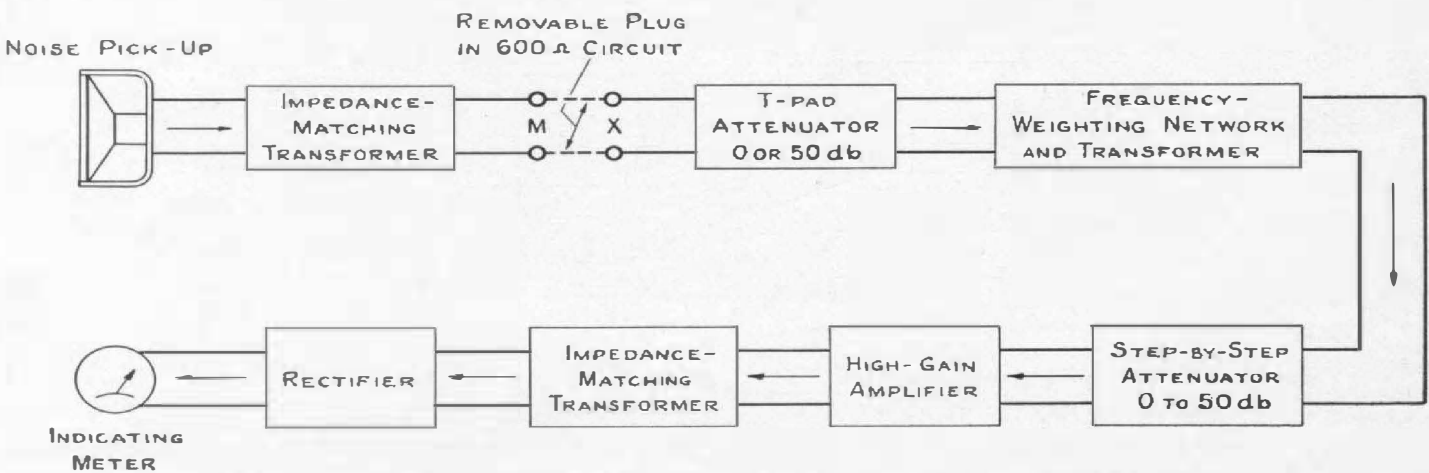 REMOVABLE PLUG
IN 600 Ω CIRCUIT
NOISE PICK-UP
IMPEDANCE-
MATCHING
TRANSFORMER
M
X
T-PAD
ATTENUATOR
0 OR 50 db
FREQUENCY-
WEIGHTING NETWORK
AND TRANSFORMER
STEP-BY-STEP
ATTENUATOR
0 TO 50 db
HIGH-GAIN
AMPLIFIER
IMPEDANCE-
MATCHING
TRANSFORMER
RECTIFIER
INDICATING
METER